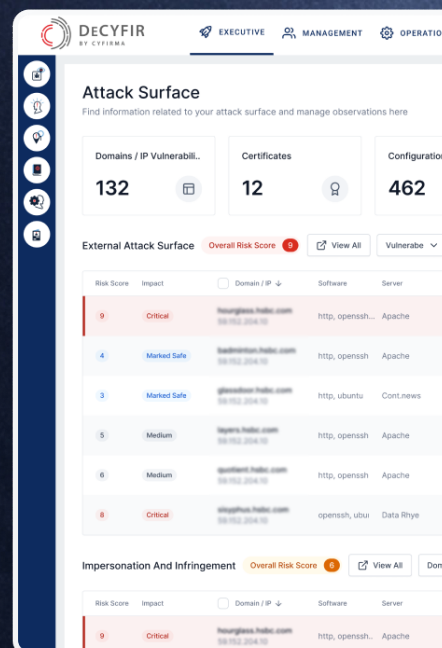 DECYFIR
BY CYFIRMA
EXECUTIVE
MANAGEMENT
OPERATIO
Attack Surface
Find information related to your attack surface and manage observations here
Domains / IP Vulnerabili..
Certificates
Configuration
132
12
462
External Attack Surface Overall Risk Score 9 View All Vulnerabe
Risk Score Impact Domain / IP Software Server
9 Critical http, openssh... Apache
4 Marked Safe http, openssh Apache
3 Marked Safe http, ubuntu Cont.news
5 Medium http, openssh Apache
6 Medium http, openssh Apache
8 Critical openssh, ubu Data Rhye
Impersonation And Infringement Overall Risk Score 6 View All Dom
Risk Score Impact Domain / IP Software Server
9 Critical http, openssh.. Apache